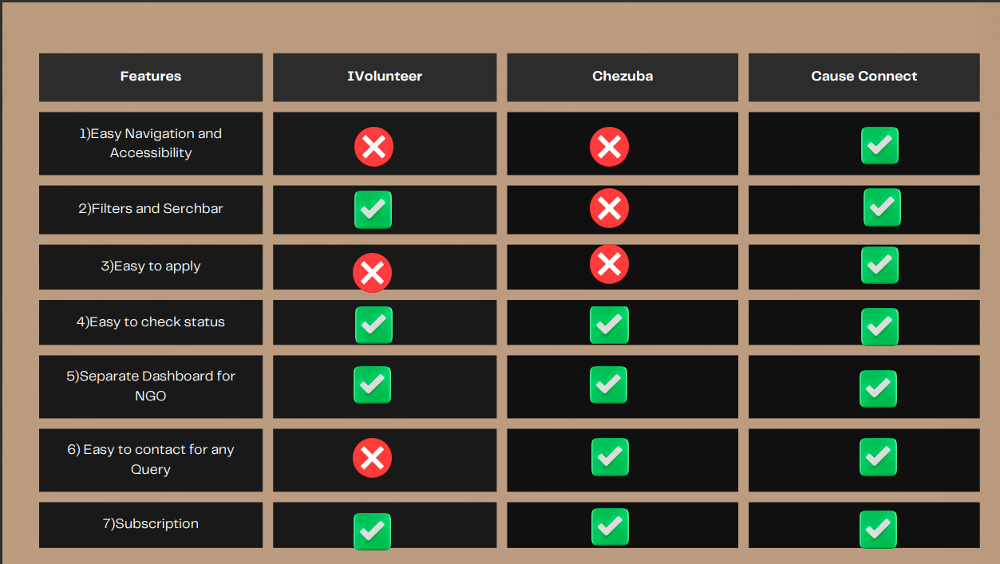 Features
IVolunteer
Chezuba
Cause Connect
1)Easy Navigation and
Accessibility
2)Filters and Serchbar
3)Easy to apply
4)Easy to check status
5)Separate Dashboard for
NGO
6) Easy to contact for any
Query
7)Subscription